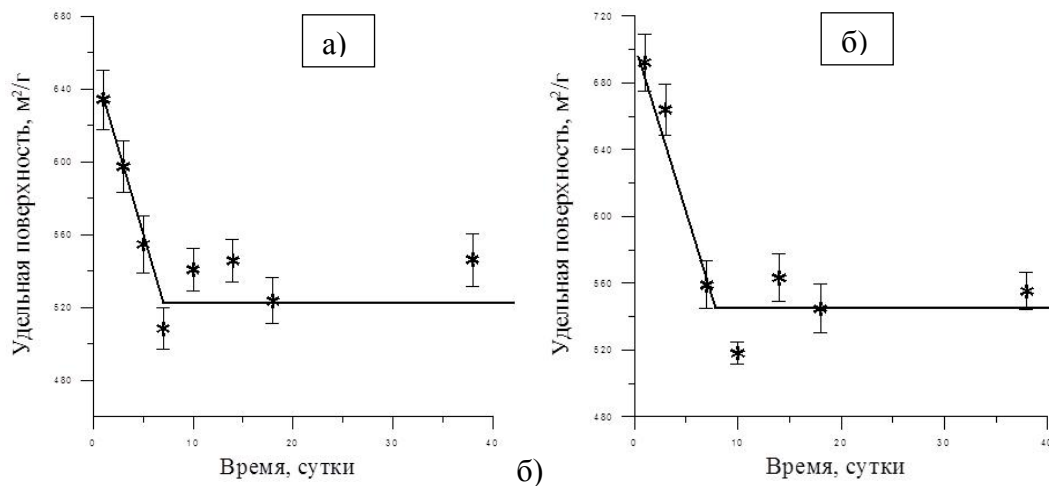 а)
680
640
600
560
520
480
0 10 20 30 40
Удельная поверхность, м²/г
Время, сутки
б)
б)
720
680
640
600
560
520
480
0 10 20 30 40
Удельная поверхность, м²/г
Время, сутки